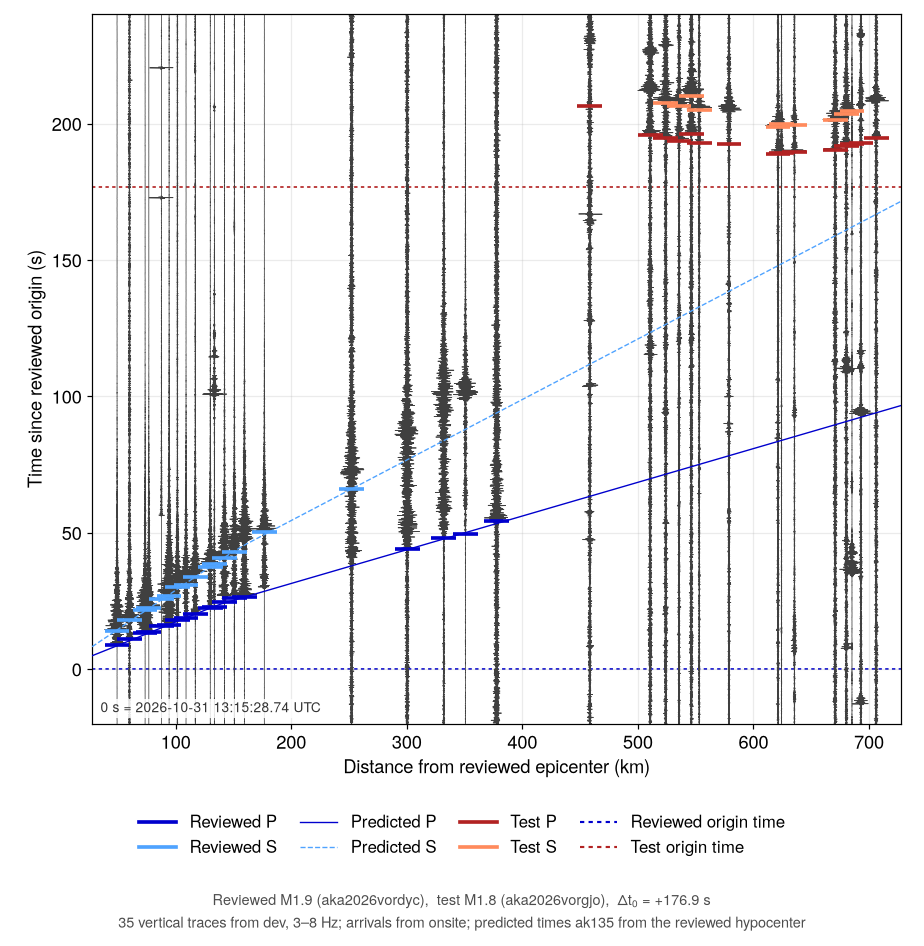 200
150
100
50
0
Time since reviewed origin (s)
0 s = 2026-10-31 13:15:28.74 UTC
100 200 300 400 500 600 700
Distance from reviewed epicenter (km)
Reviewed P Predicted P Test P Reviewed origin time
Reviewed S Predicted S Test S Test origin time
Reviewed M1.9 (aka2026vordyc), test M1.8 (aka2026vorgjo), Δt₀ = +176.9 s
35 vertical traces from dev, 3–8 Hz; arrivals from onsite; predicted times ak135 from the reviewed hypocenter